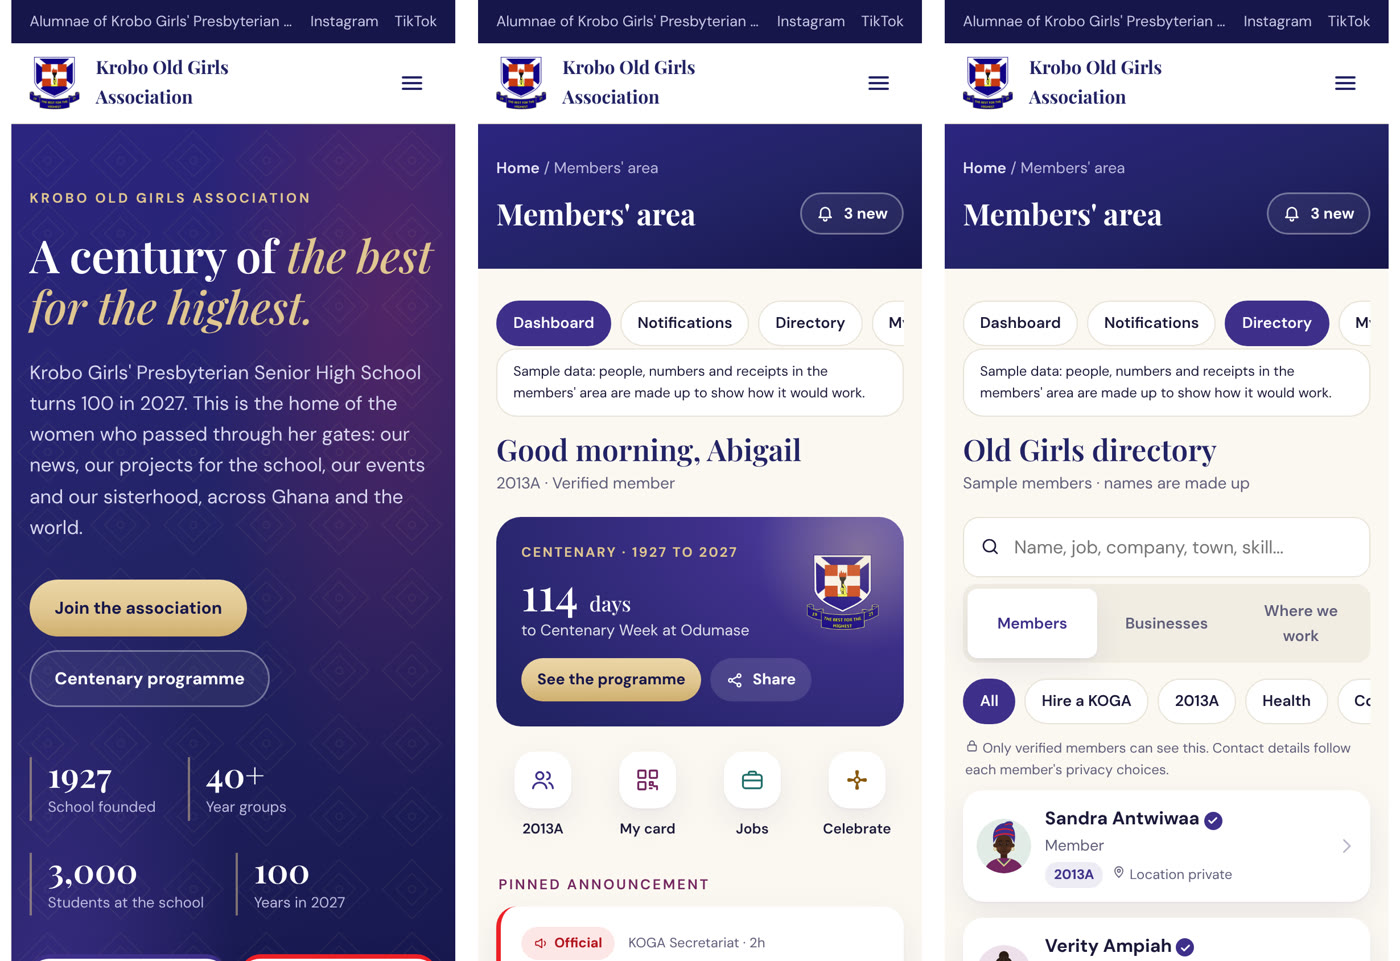 Alumnae of Krobo Girls' Presbyterian ... Instagram TikTok
Krobo Old Girls
Association
KROBO OLD GIRLS ASSOCIATION
A century of the best
for the highest.
Krobo Girls' Presbyterian Senior High School
turns 100 in 2027. This is the home of the
women who passed through her gates: our
news, our projects for the school, our events
and our sisterhood, across Ghana and the
world.
Join the association
Centenary programme
1927
School founded
40+
Year groups
3,000
Students at the school
100
Years in 2027
Alumnae of Krobo Girls' Presbyterian ... Instagram TikTok
Krobo Old Girls
Association
Home / Members' area
Members' area
3 new
Dashboard Notifications Directory My
Sample data: people, numbers and receipts in the
members' area are made up to show how it would work.
Good morning, Abigail
2013A · Verified member
CENTENARY · 1927 TO 2027
114 days
to Centenary Week at Odumase
THE BEST FOR THE
HIGHEST
See the programme
Share
2013A My card Jobs Celebrate
PINNED ANNOUNCEMENT
Official KOGA Secretariat · 2h
Alumnae of Krobo Girls' Presbyterian ... Instagram TikTok
Krobo Old Girls
Association
Home / Members' area
Members' area
3 new
Dashboard Notifications Directory My
Sample data: people, numbers and receipts in the
members' area are made up to show how it would work.
Old Girls directory
Sample members · names are made up
Name, job, company, town, skill...
Members Businesses Where we
work
All Hire a KOGA 2013A Health Co
Only verified members can see this. Contact details follow
each member's privacy choices.
Sandra Antwiwaa
Member
2013A Location private
Verity Ampiah